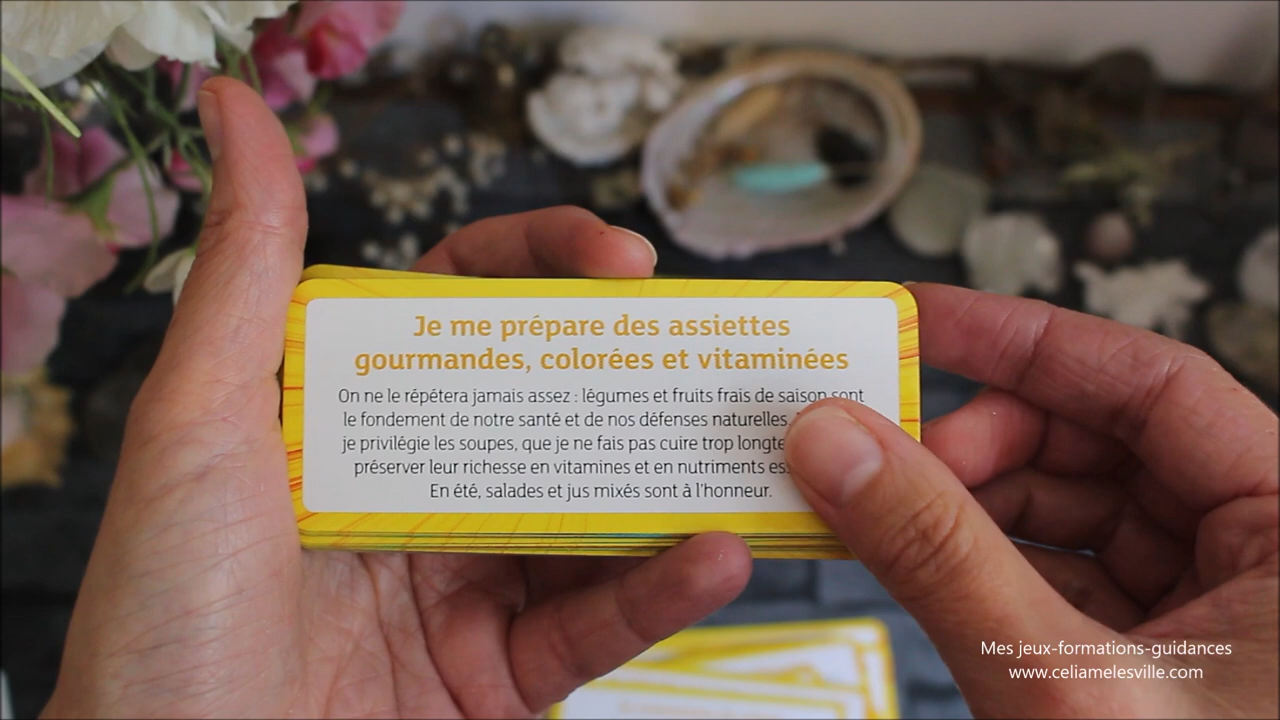 Je me prépare des assiettes
gourmandes, colorées et vitaminées
On ne le répétera jamais assez : légumes et fruits frais de saison sont
le fondement de notre santé et de nos défenses naturelles.
je privilégie les soupes, que je ne fais pas cuire trop
préserver leur richesse en vitamines et en nutriments
En été, salades et jus mixés sont à l'honneur.
Mes jeux-formations-guidances
www.celiamelesville.com